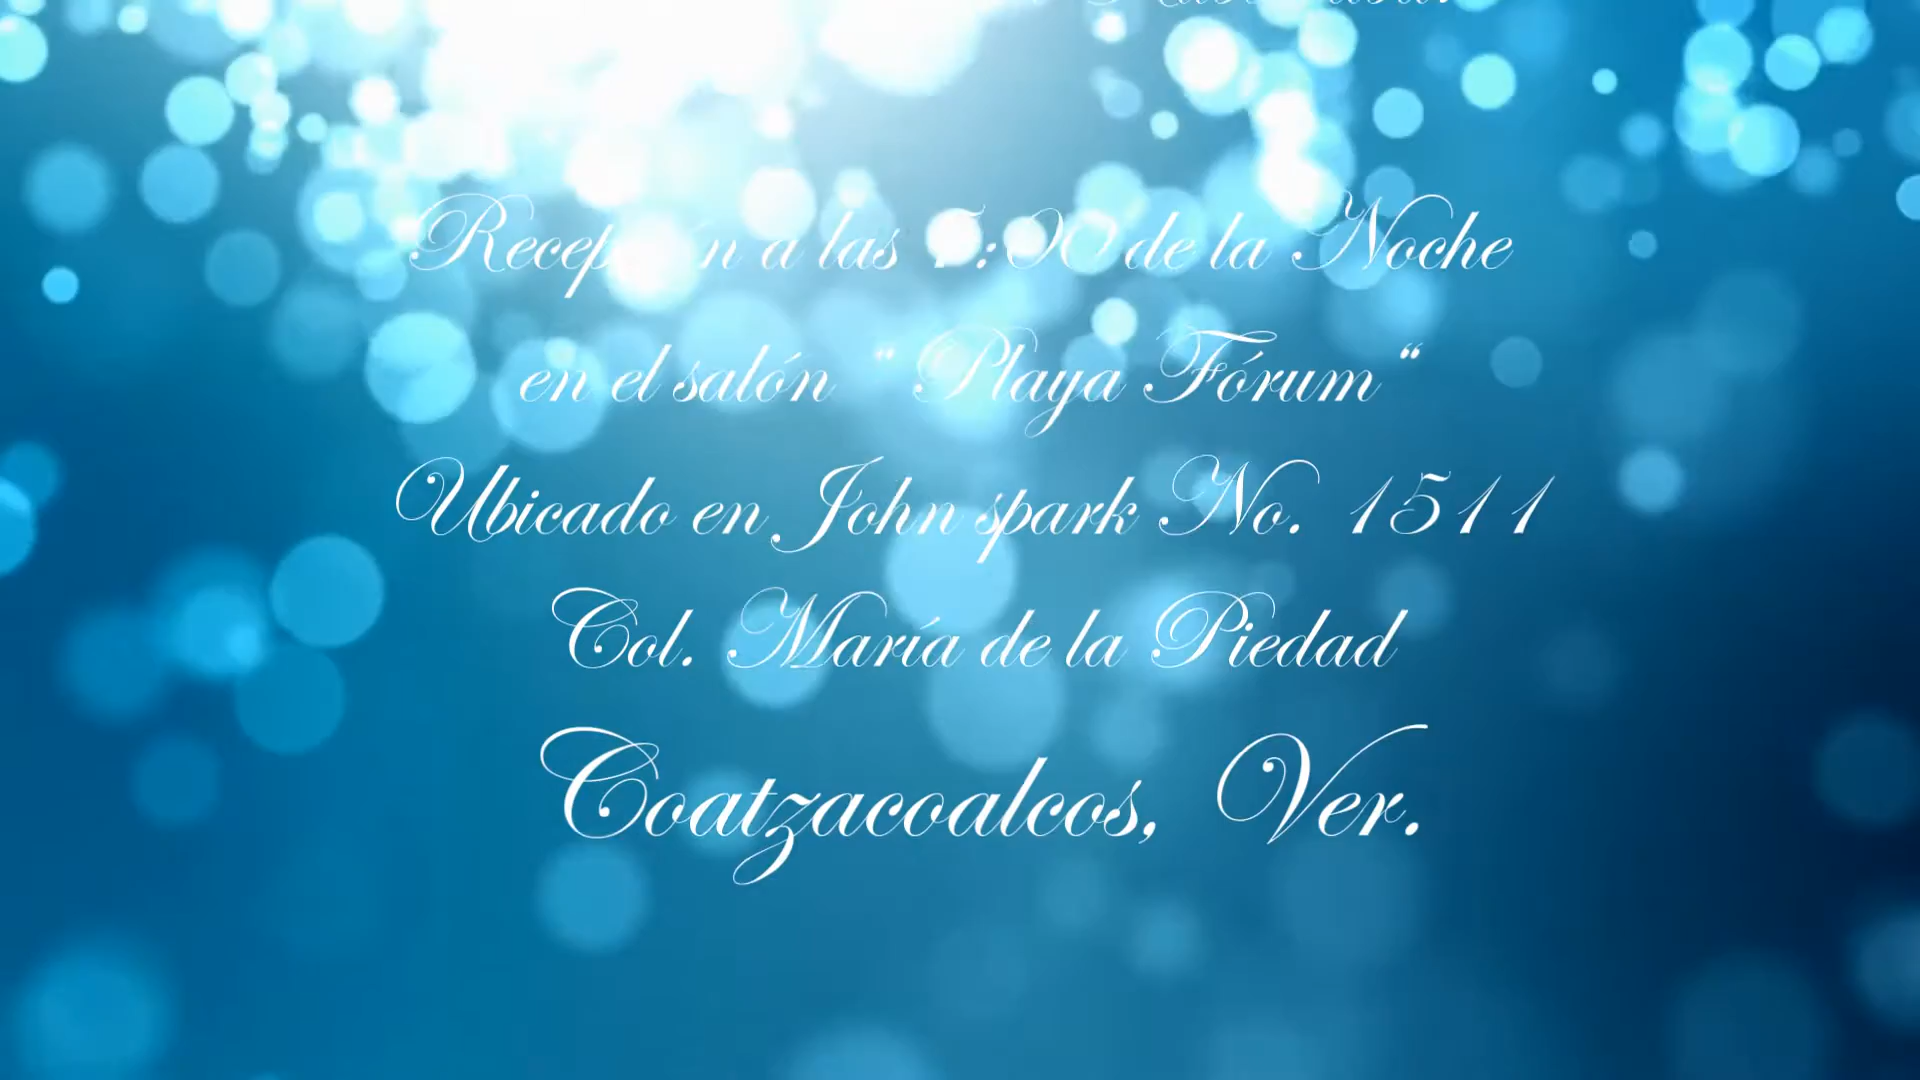 a las :00 de la Noche
en el salón “ Playa Fórum “
Ubicado en John spark No. 1511
Col. María de la Piedad
Coatzacoalcos, Ver.